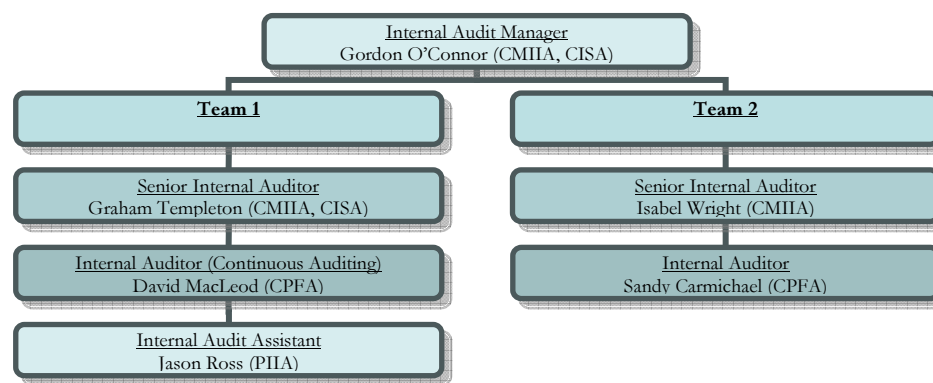 Internal Audit Manager
Gordon O'Connor (CMIIA, CISA)
Team 1
Senior Internal Auditor
Graham Templeton (CMIIA, CISA)
Internal Auditor (Continuous Auditing)
David MacLeod (CPFA)
Internal Audit Assistant
Jason Ross (PIIA)
Team 2
Senior Internal Auditor
Isabel Wright (CMIIA)
Internal Auditor
Sandy Carmichael (CPFA)